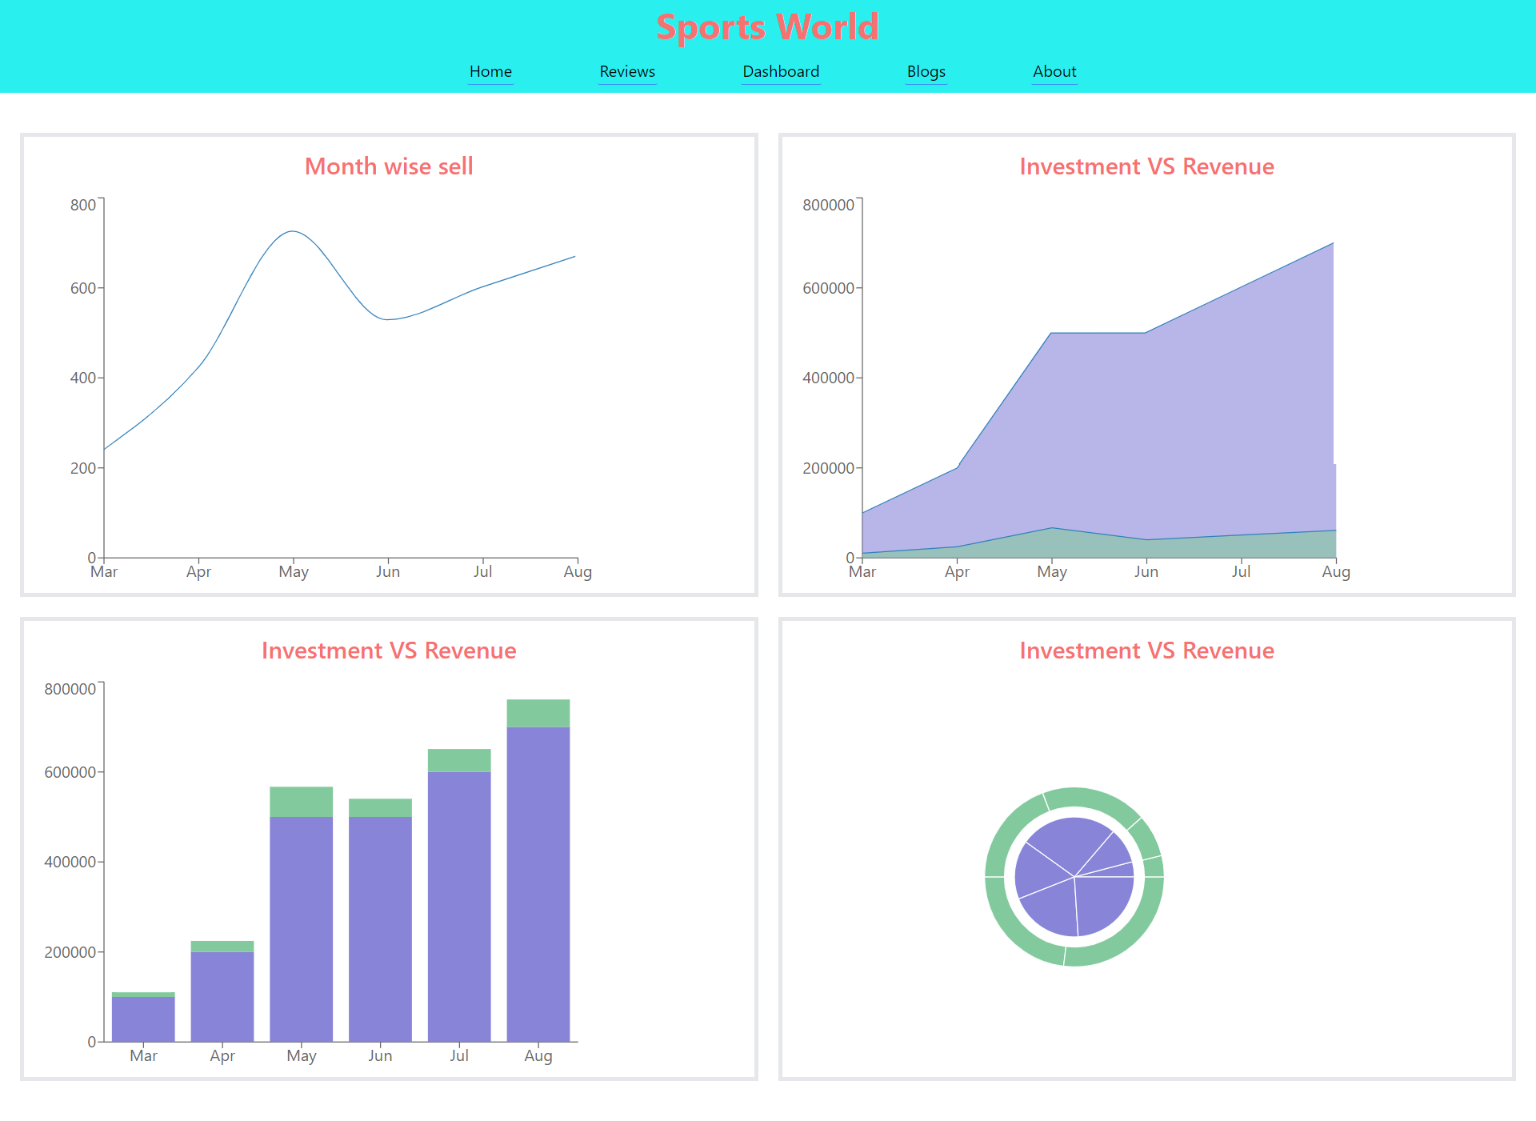 Sports World
Home Reviews Dashboard Blogs About
Month wise sell
800
600
400
200
0
Mar Apr May Jun Jul Aug
Investment VS Revenue
800000
600000
400000
200000
0
Mar Apr May Jun Jul Aug
Investment VS Revenue
800000
600000
400000
200000
0
Mar Apr May Jun Jul Aug
Investment VS Revenue